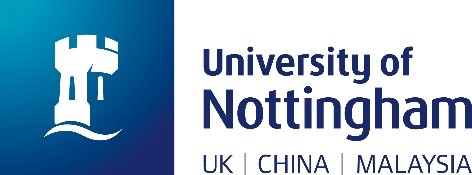 University of
Nottingham
UK | CHINA | MALAYSIA